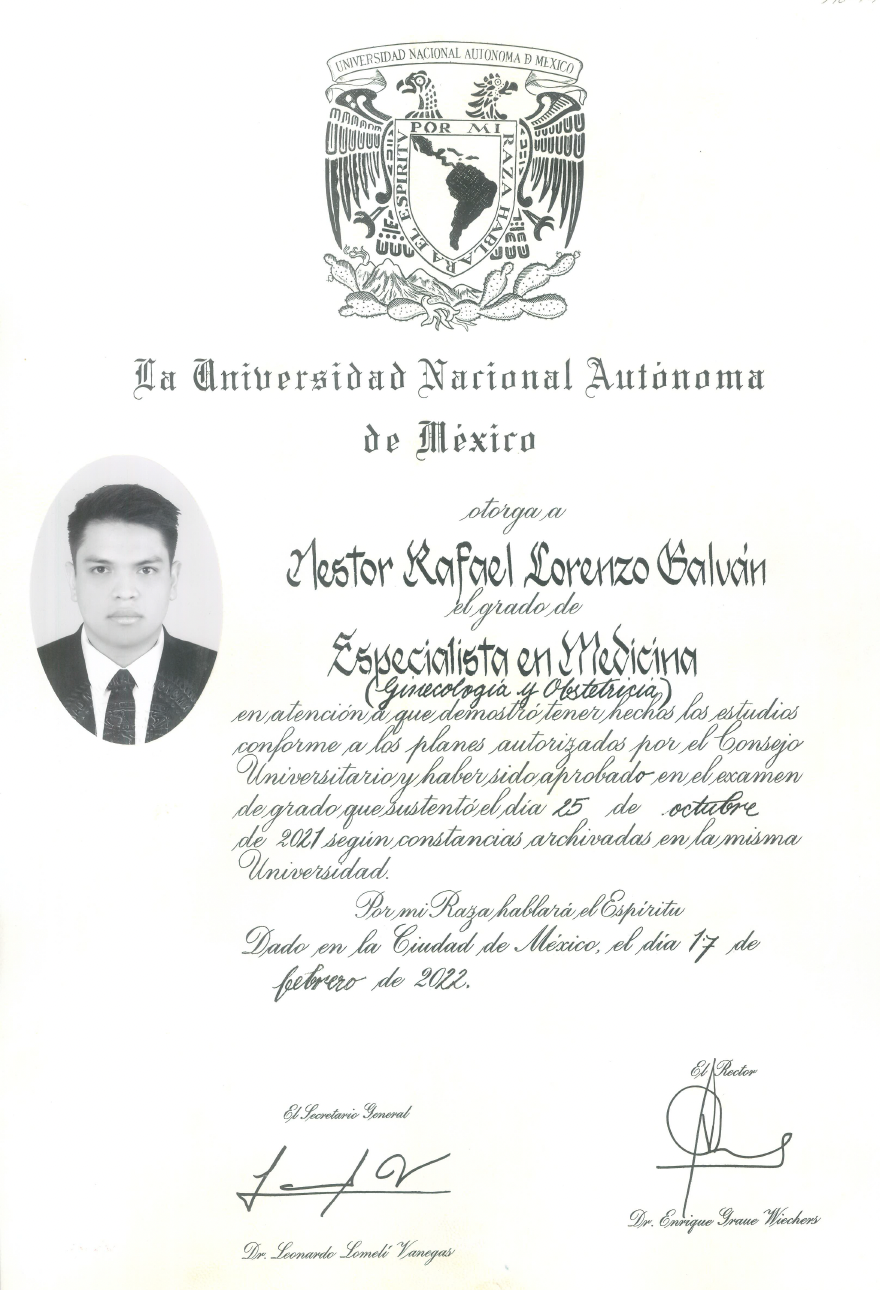 UNIVERSIDAD NACIONAL AUTONOMA D MEXICO
POR MI RAZA HABLARA EL ESPIRITV
La Universidad Nacional Autónoma
de México
otorga a
Nestor Rafael Lorenzo Galván
el grado de
Especialista en Medicina
(Ginecología y Obstetricia)
en atención a que demostró tener hechos los estudios
conforme a los planes autorizados por el Consejo
Universitario y haber sido aprobado en el examen
de grado que sustentó el día 25 de octubre
de 2021 según constancias archivadas en la misma
Universidad.
Por mi Raza hablará el Espíritu
Dado en la Ciudad de México, el día 17 de
febrero de 2022.
El Rector
El Secretario General
Dr. Enrique Graue Wiechers
Dr. Leonardo Lomelí Vanegas